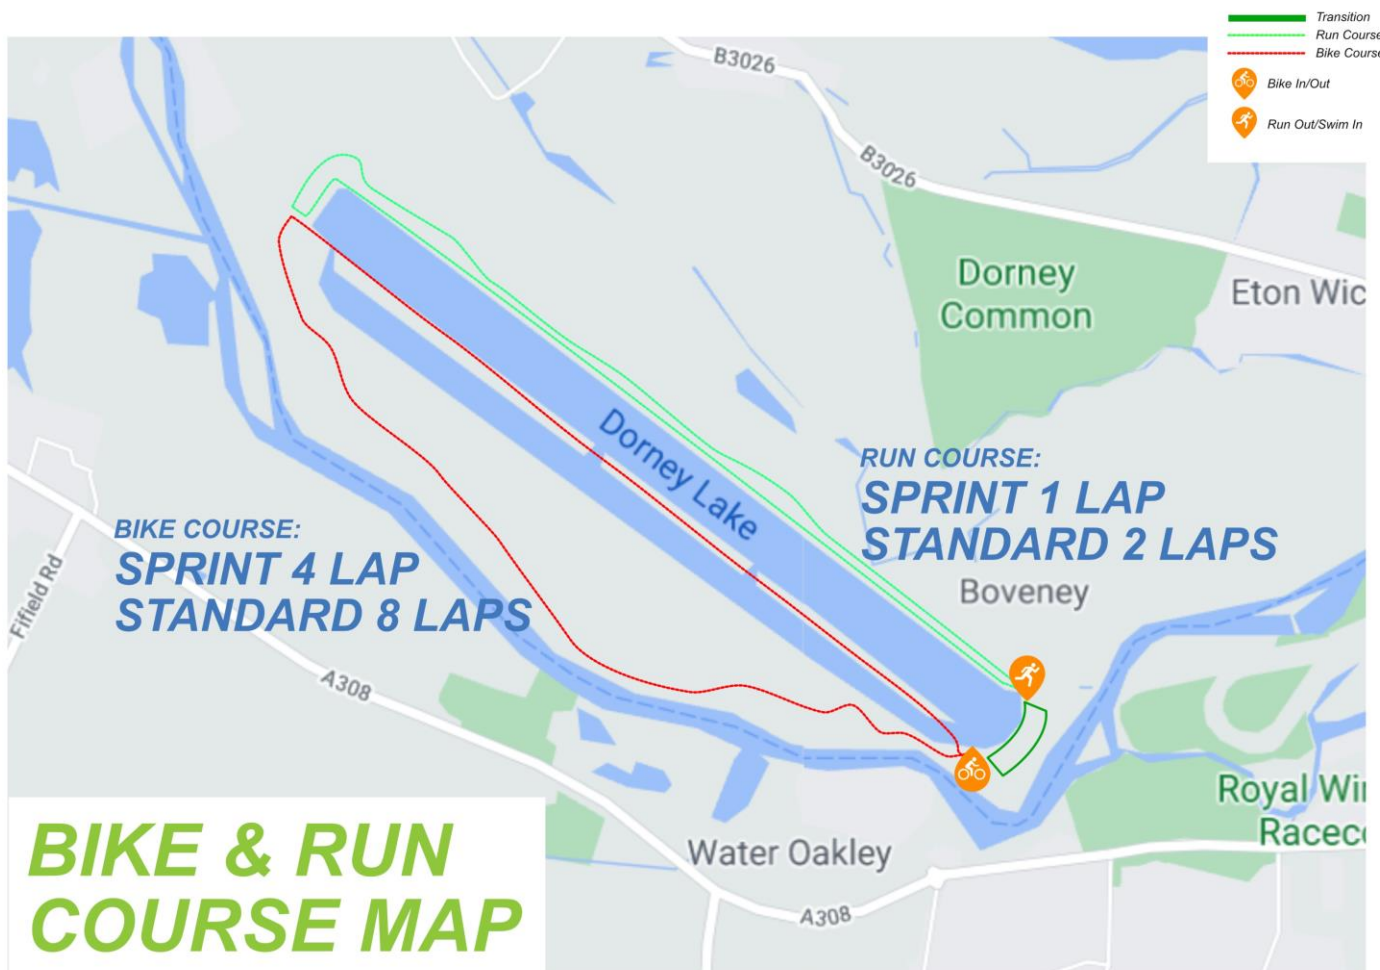 Transition
Run Course
Bike Course
Bike In/Out
Run Out/Swim In
B3026
B3026
Dorney
Common
Eton Wic
Dorney Lake
RUN COURSE:
SPRINT 1 LAP
STANDARD 2 LAPS
Boveney
BIKE COURSE:
SPRINT 4 LAP
STANDARD 8 LAPS
Fifield Rd
A308
Royal Wi
Racec
Water Oakley
A308
BIKE & RUN
COURSE MAP